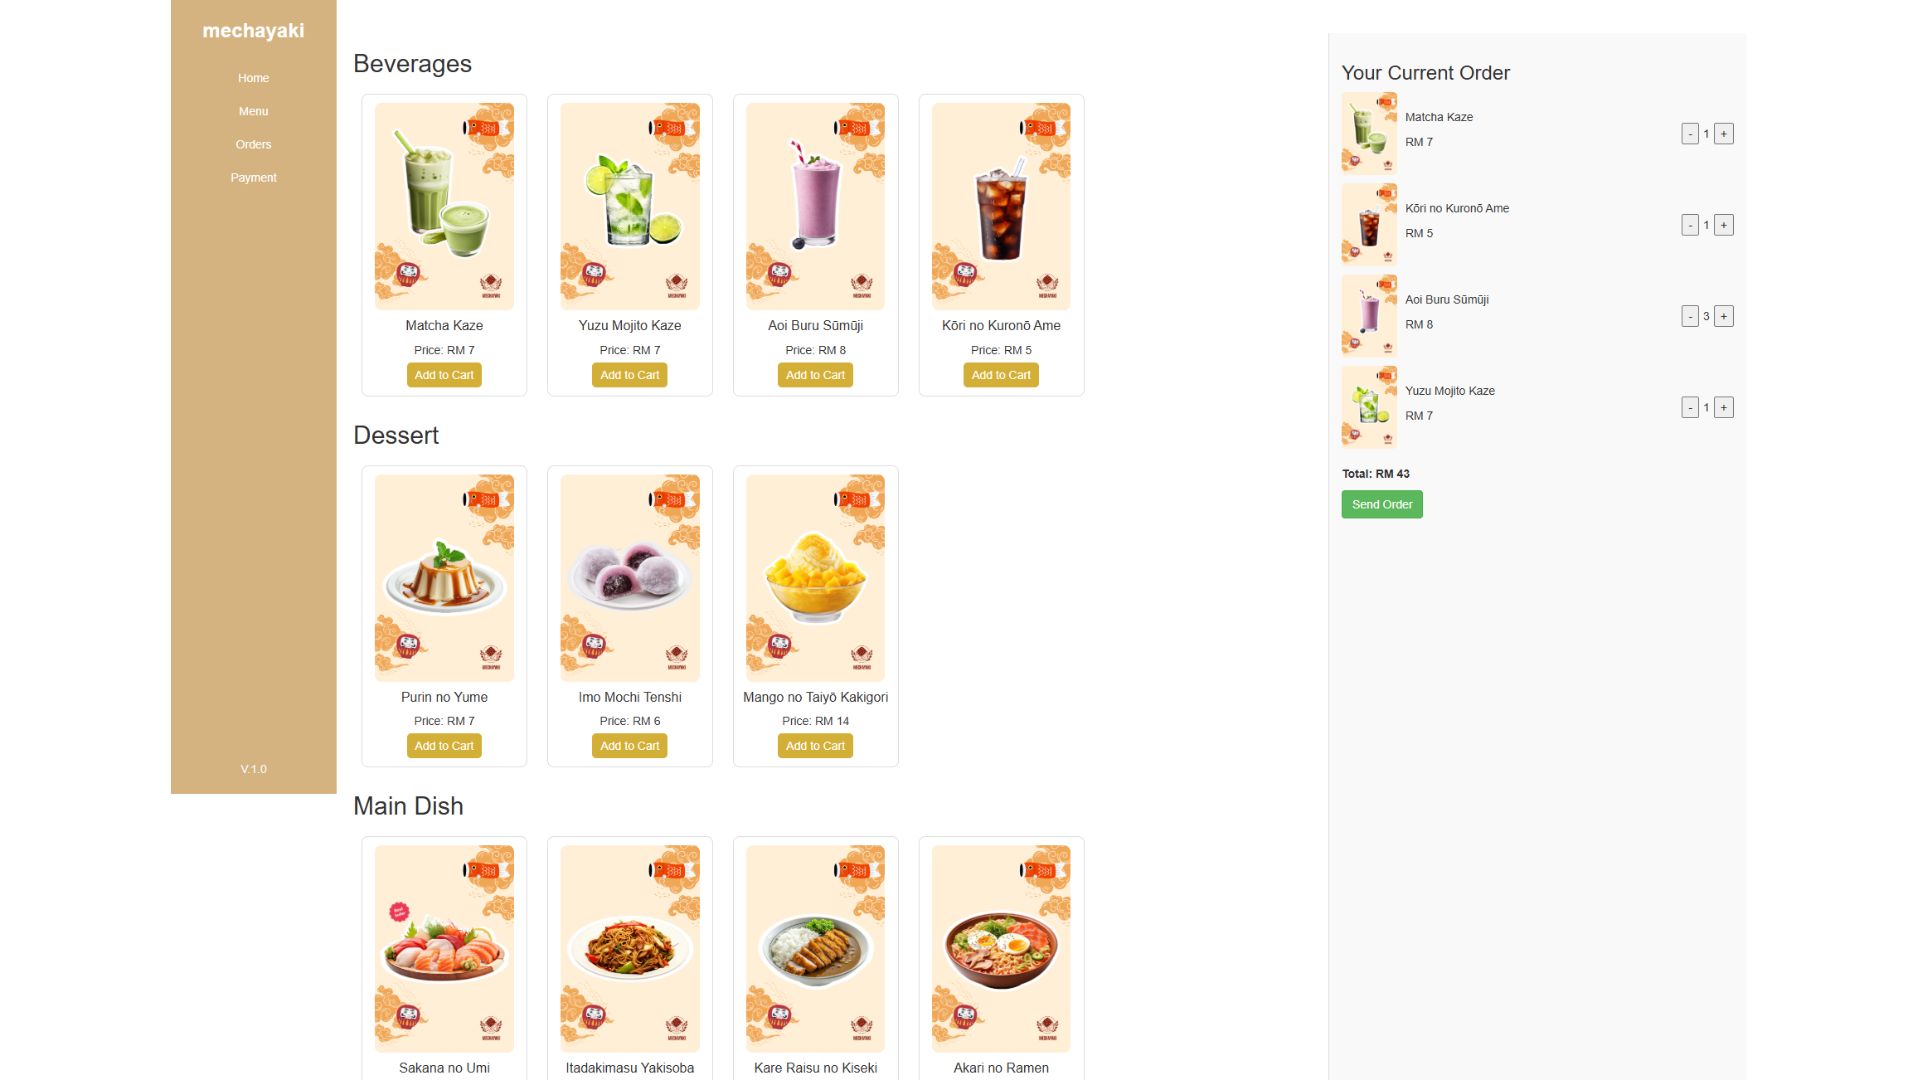 mechayaki
Home
Menu
Orders
Payment
V.1.0
Beverages
Matcha Kaze
Price: RM 7
Add to Cart
Yuzu Mojito Kaze
Price: RM 7
Add to Cart
Aoi Buru Sūmūji
Price: RM 8
Add to Cart
Kōri no Kuronō Ame
Price: RM 5
Add to Cart
Dessert
Purin no Yume
Price: RM 7
Add to Cart
Imo Mochi Tenshi
Price: RM 6
Add to Cart
Mango no Taiyō Kakigori
Price: RM 14
Add to Cart
Main Dish
Sakana no Umi
Itadakimasu Yakisoba
Kare Raisu no Kiseki
Akari no Ramen
Your Current Order
Matcha Kaze
RM 7
- 1 +
Kōri no Kuronō Ame
RM 5
- 1 +
Aoi Buru Sūmūji
RM 8
- 3 +
Yuzu Mojito Kaze
RM 7
- 1 +
Total: RM 43
Send Order